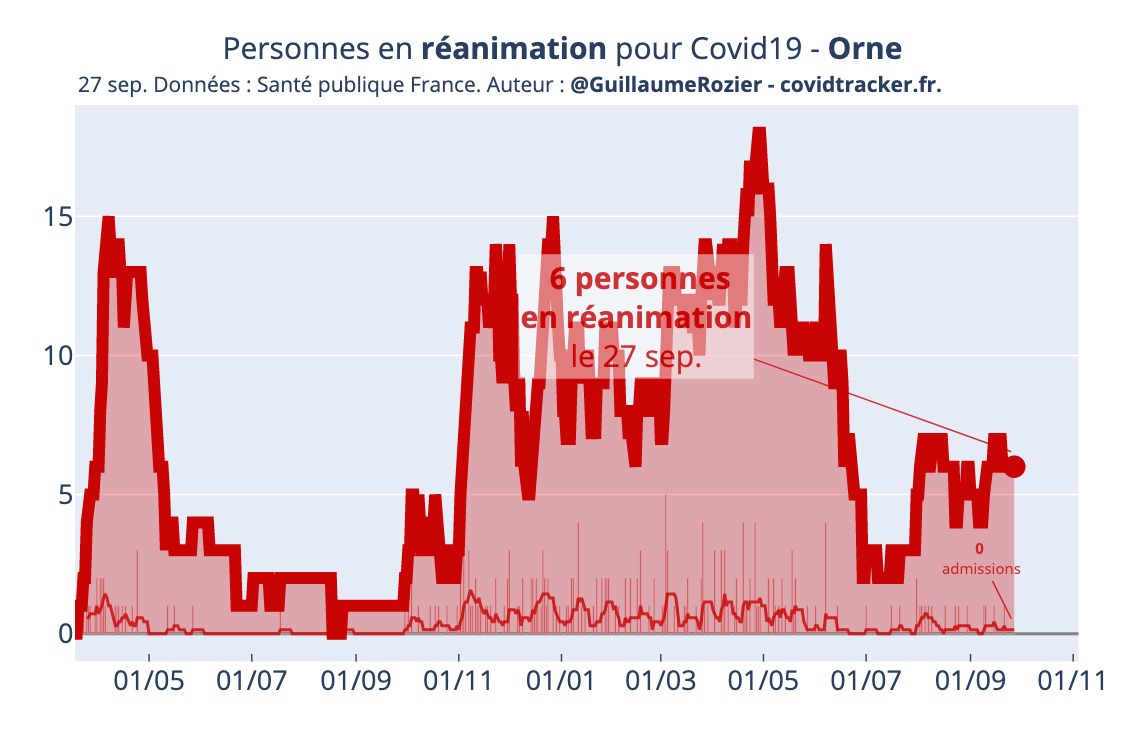 Personnes en réanimation pour Covid19 - Orne
27 sep. Données : Santé publique France. Auteur : @GuillaumeRozier - covidtracker.fr.
15
6 personnes
en réanimation
le 27 sep.
10
5
0
admissions
0
01/05 01/07 01/09 01/11 01/01 01/03 01/05 01/07 01/09 01/11